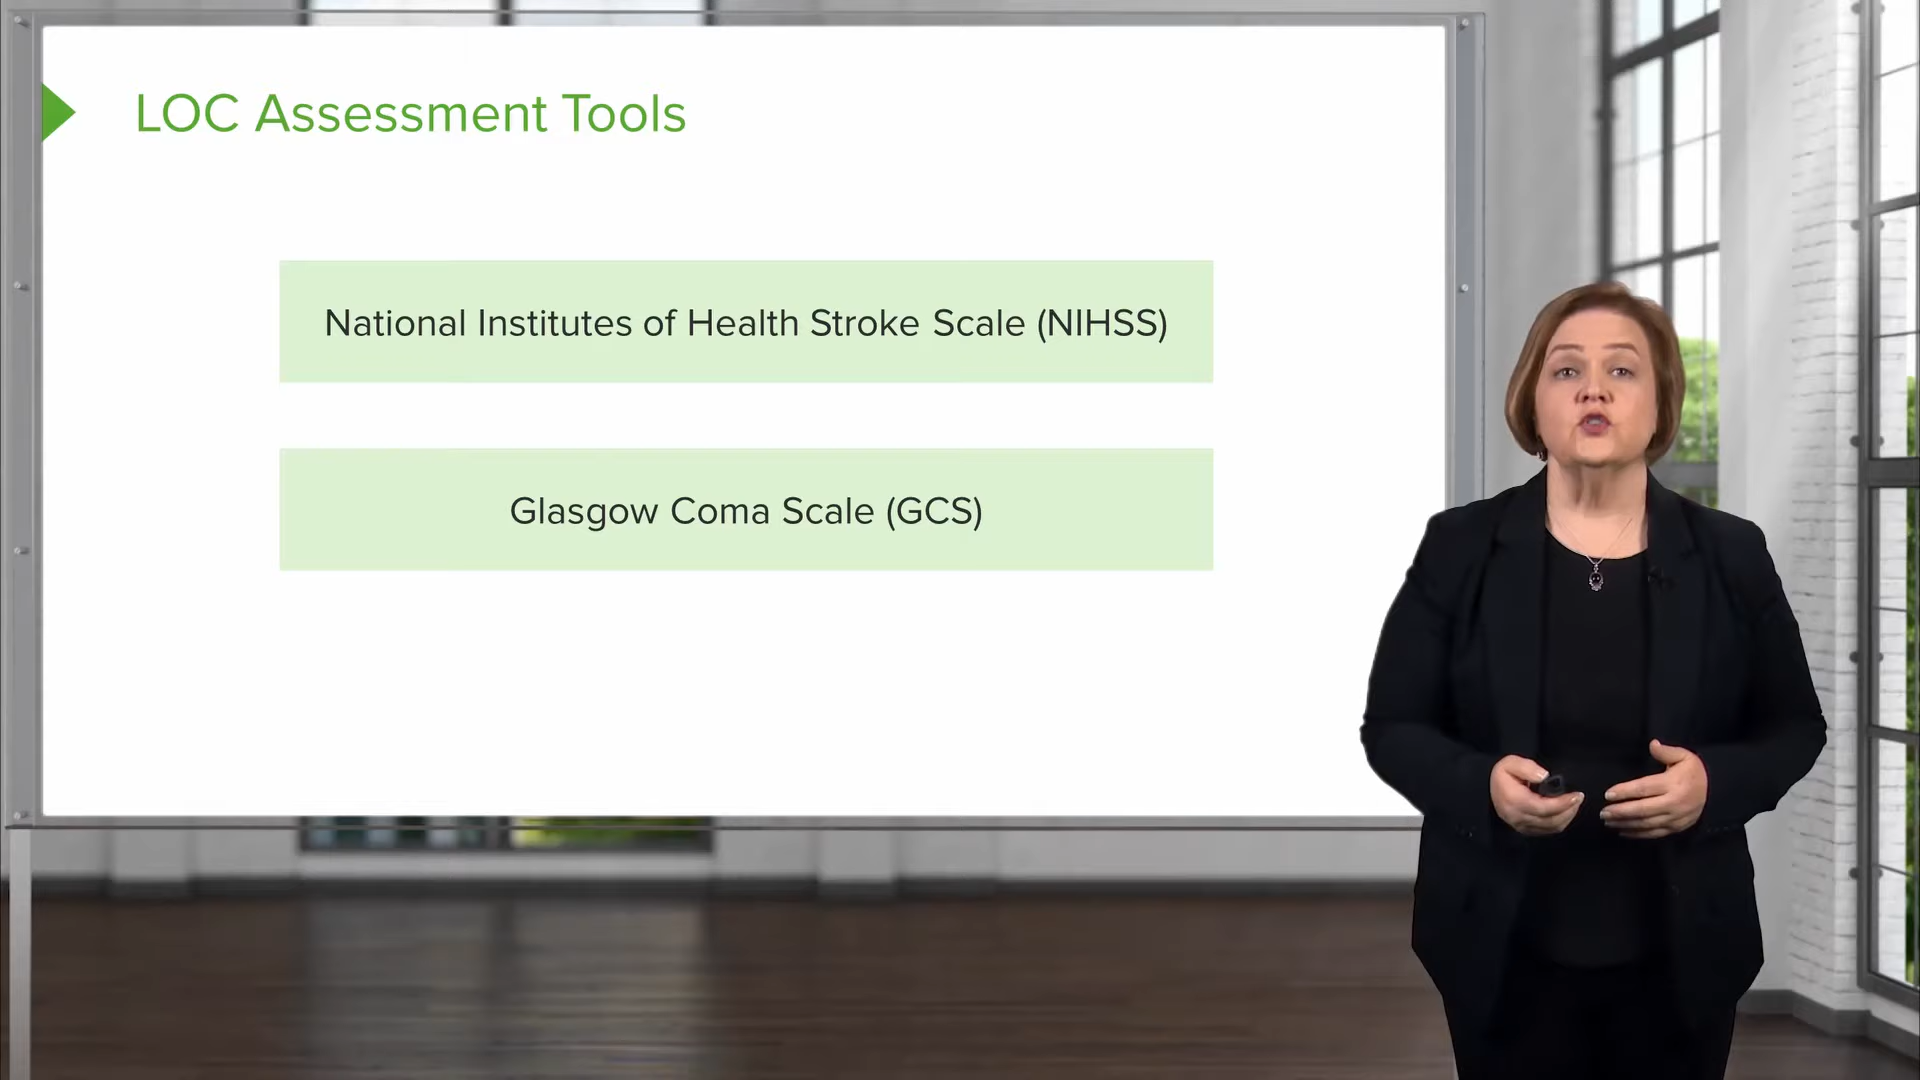 LOC Assessment Tools
National Institutes of Health Stroke Scale (NIHSS)
Glasgow Coma Scale (GCS)